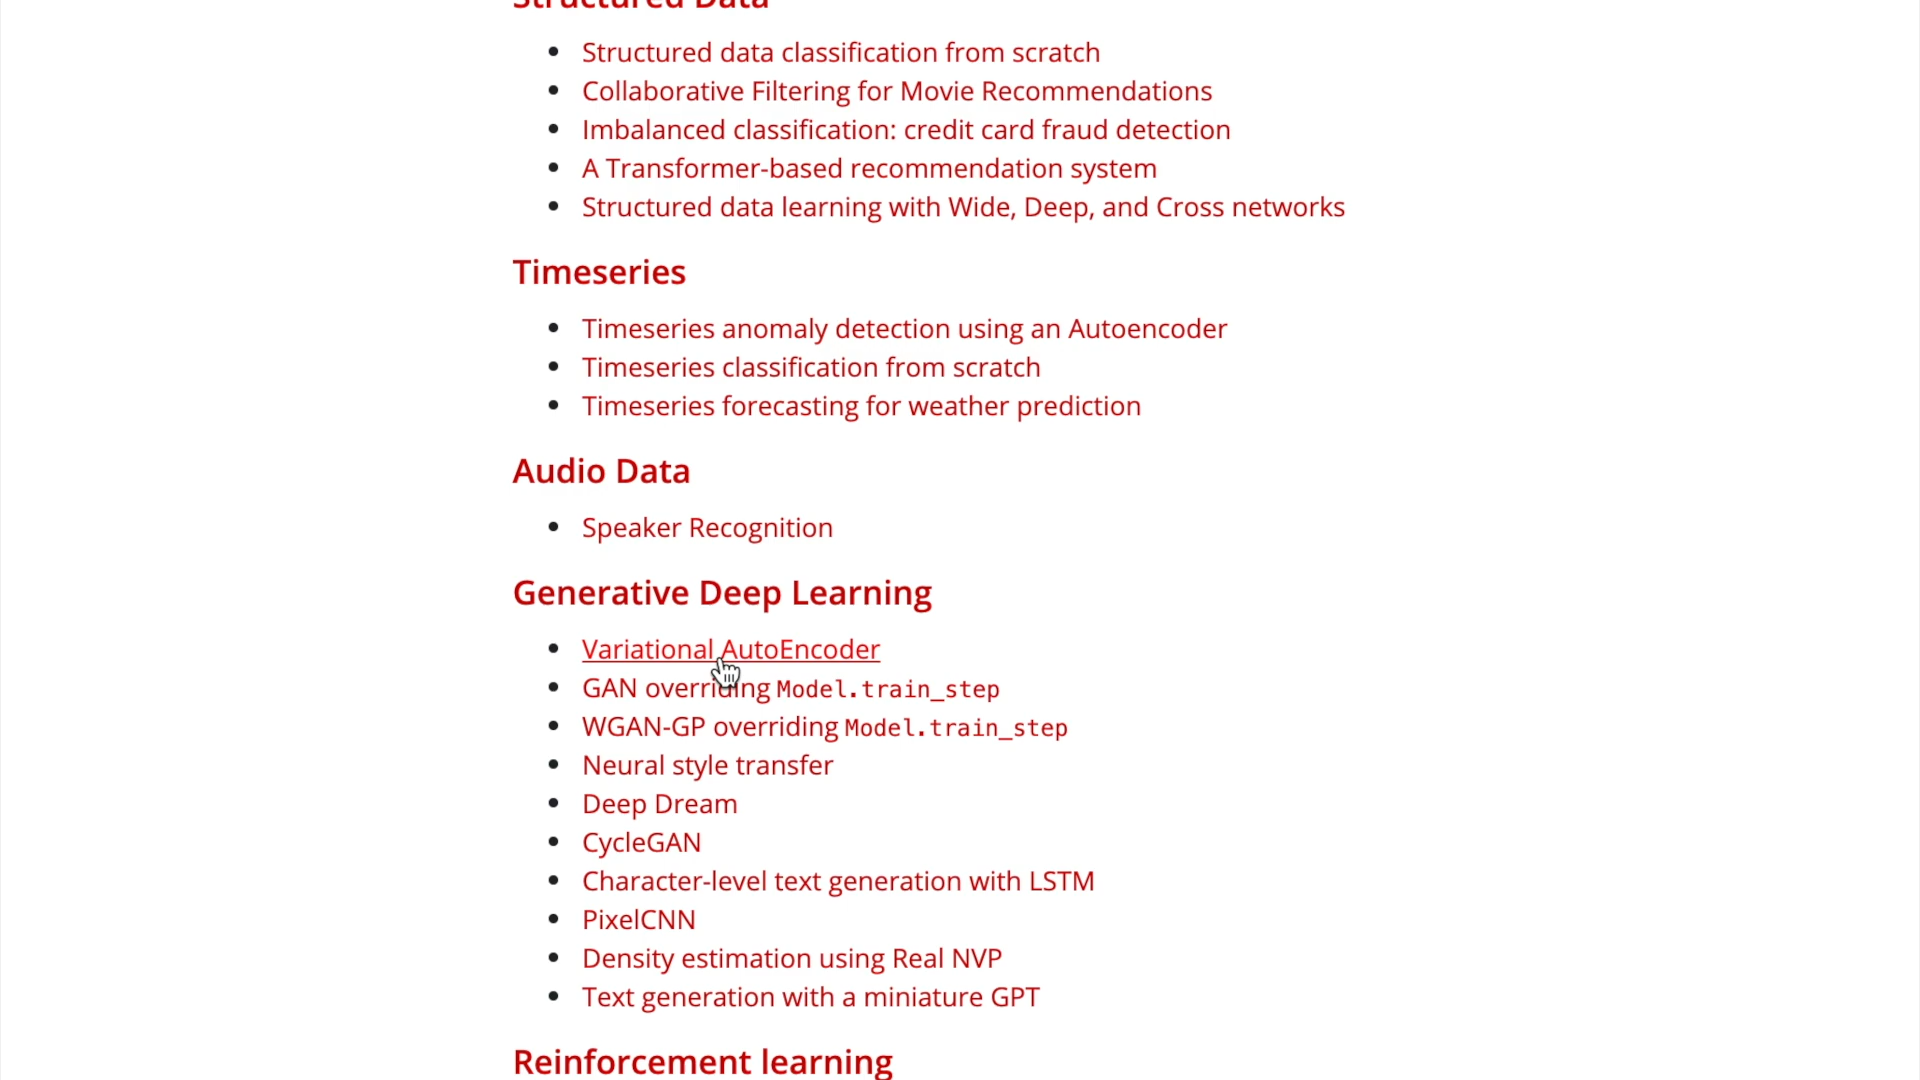 Structured Data
Structured data classification from scratch
Collaborative Filtering for Movie Recommendations
Imbalanced classification: credit card fraud detection
A Transformer-based recommendation system
Structured data learning with Wide, Deep, and Cross networks
Timeseries
Timeseries anomaly detection using an Autoencoder
Timeseries classification from scratch
Timeseries forecasting for weather prediction
Audio Data
Speaker Recognition
Generative Deep Learning
Variational AutoEncoder
GAN overriding Model.train_step
WGAN-GP overriding Model.train_step
Neural style transfer
Deep Dream
CycleGAN
Character-level text generation with LSTM
PixelCNN
Density estimation using Real NVP
Text generation with a miniature GPT
Reinforcement learning